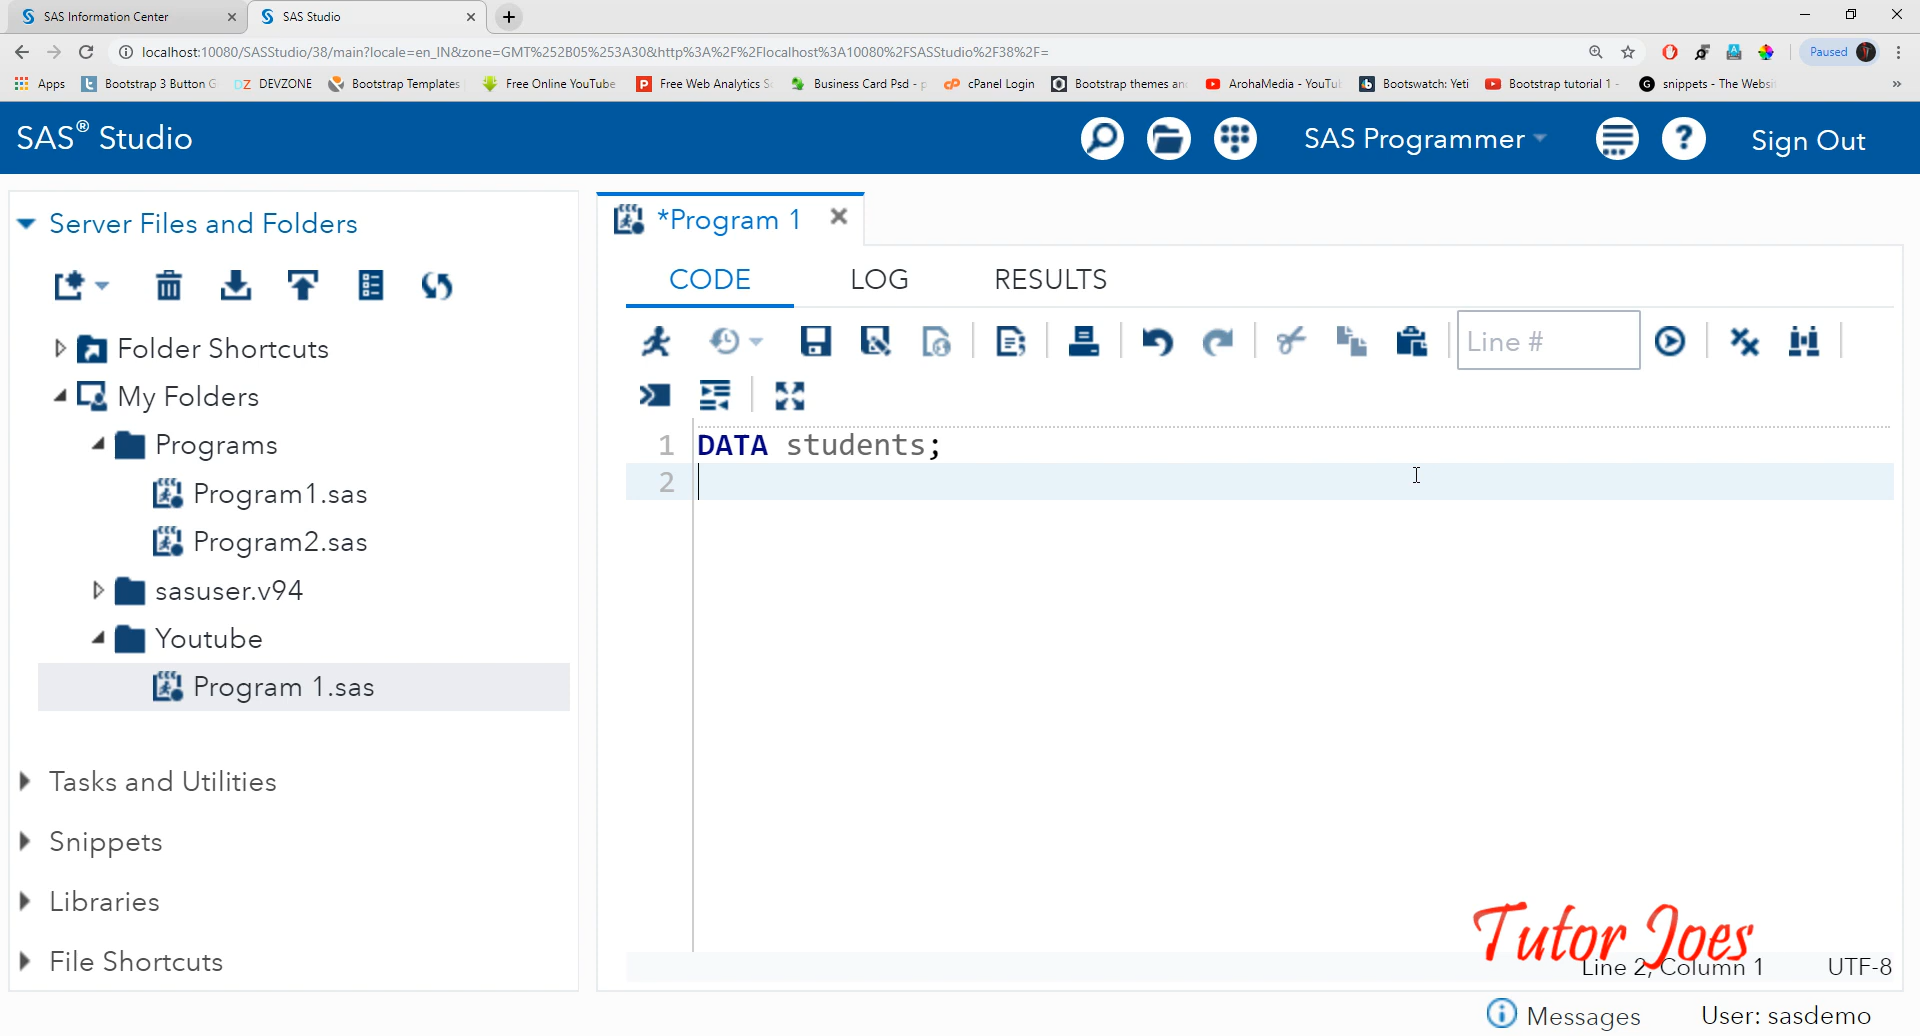 SAS Information Center
SAS Studio
localhost:10080/SASStudio/38/main?locale=en_IN&zone=GMT%252B05%253A30&http%3A%2F%2Flocalhost%3A10080%2FSASStudio%2F38%2F=
Paused
Apps
Bootstrap 3 Button G
DEVZONE
Bootstrap Templates
Free Online YouTube
Free Web Analytics S
Business Card Psd - p
cPanel Login
Bootstrap themes an
ArohaMedia - YouTu
Bootswatch: Yeti
Bootstrap tutorial 1 -
snippets - The Websi
»
SAS® Studio
SAS Programmer
Sign Out
Server Files and Folders
Folder Shortcuts
My Folders
Programs
Program1.sas
Program2.sas
sasuser.v94
Youtube
Program 1.sas
Tasks and Utilities
Snippets
Libraries
File Shortcuts
*Program 1
CODE LOG RESULTS
Line #
1 DATA students;
2
Tutor Joes
Line 2, Column 1 UTF-8
Messages User: sasdemo